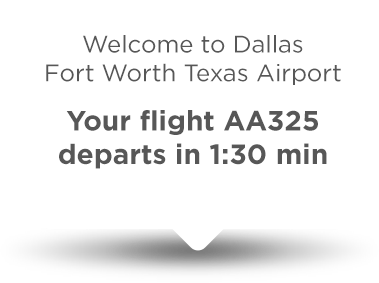 Welcome to Dallas
Fort Worth Texas Airport
Your flight AA325
departs in 1:30 min